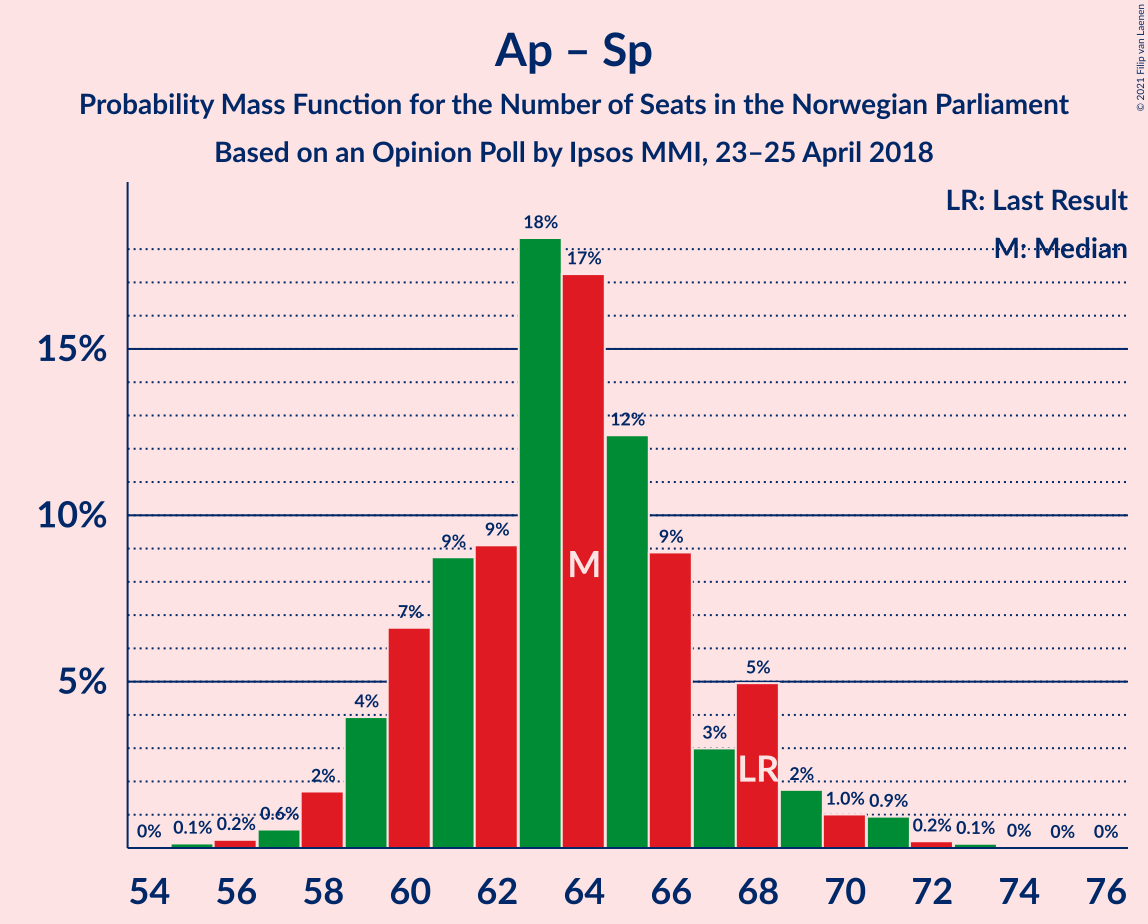 Ap – Sp
Probability Mass Function for the Number of Seats in the Norwegian Parliament
Based on an Opinion Poll by Ipsos MMI, 23–25 April 2018
© 2021 Filip van Laenen
LR: Last Result
M: Median
15%
10%
5%
0%
0.1%
0.2%
0.6%
2%
4%
7%
9%
9%
18%
17%
12%
9%
3%
5%
2%
1.0%
0.9%
0.2%
0.1%
0%
0%
0%
M
LR
54 56 58 60 62 64 66 68 70 72 74 76